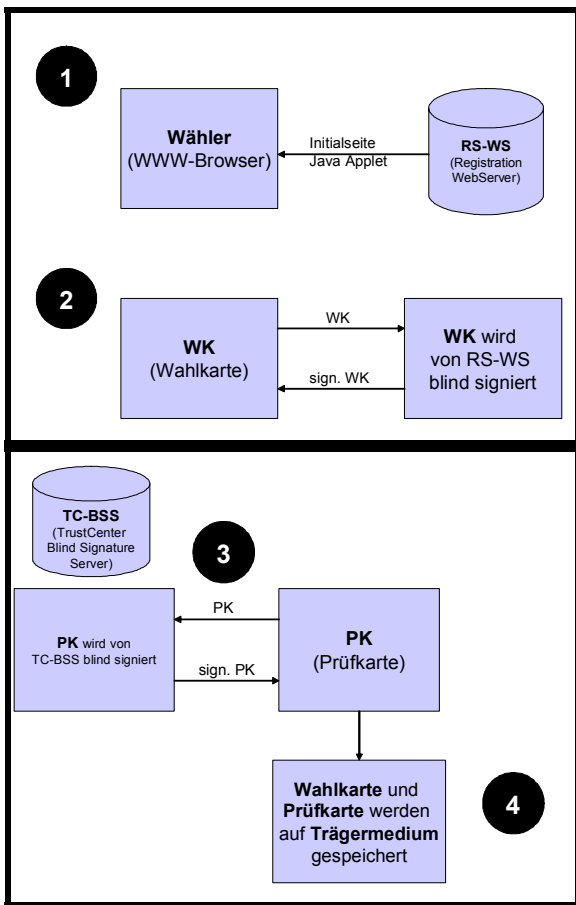 1
Wähler
(WWW-Browser)
Initialseite
Java Applet
RS-WS
(Registration
WebServer)
2
WK
(Wahlkarte)
WK
sign. WK
WK wird
von RS-WS
blind signiert
TC-BSS
(TrustCenter
Blind Signature
Server)
3
PK wird von
TC-BSS blind signiert
PK
sign. PK
PK
(Prüfkarte)
Wahlkarte und
Prüfkarte werden
auf Trägermedium
gespeichert
4